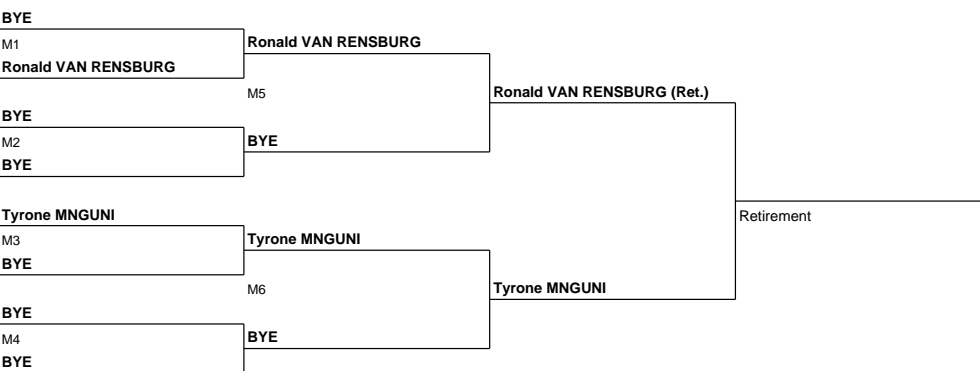 BYE
M1
Ronald VAN RENSBURG
Ronald VAN RENSBURG
M5
BYE
M2
BYE
BYE
Ronald VAN RENSBURG (Ret.)
Tyrone MNGUNI
M3
BYE
Tyrone MNGUNI
M6
BYE
M4
BYE
BYE
Tyrone MNGUNI
Retirement